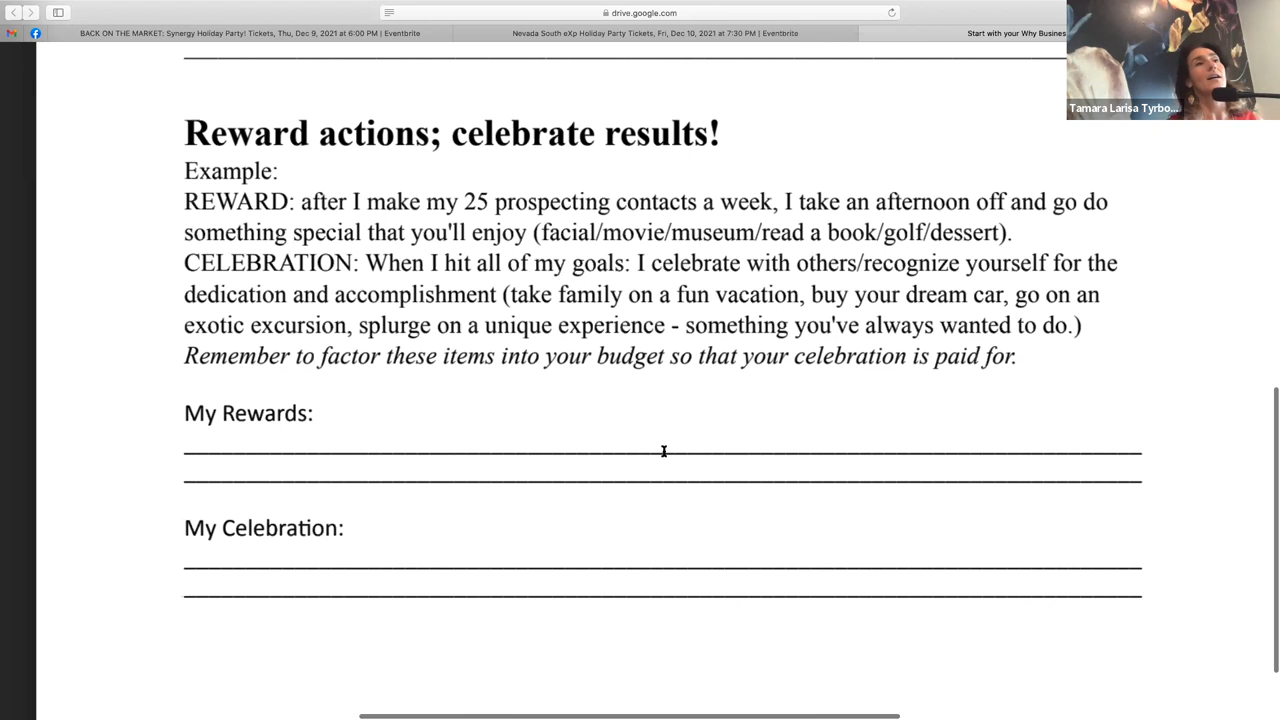 drive.google.com
BACK ON THE MARKET: Synergy Holiday Party! Tickets, Thu, Dec 9, 2021 at 6:00 PM | Eventbrite
Nevada South eXp Holiday Party Tickets, Fri, Dec 10, 2021 at 7:30 PM | Eventbrite
Start with your Why Busines
Tamara Larisa Tyrbo...
Reward actions; celebrate results!
Example:
REWARD: after I make my 25 prospecting contacts a week, I take an afternoon off and go do
something special that you'll enjoy (facial/movie/museum/read a book/golf/dessert).
CELEBRATION: When I hit all of my goals: I celebrate with others/recognize yourself for the
dedication and accomplishment (take family on a fun vacation, buy your dream car, go on an
exotic excursion, splurge on a unique experience - something you've always wanted to do.)
Remember to factor these items into your budget so that your celebration is paid for.
My Rewards:
My Celebration: